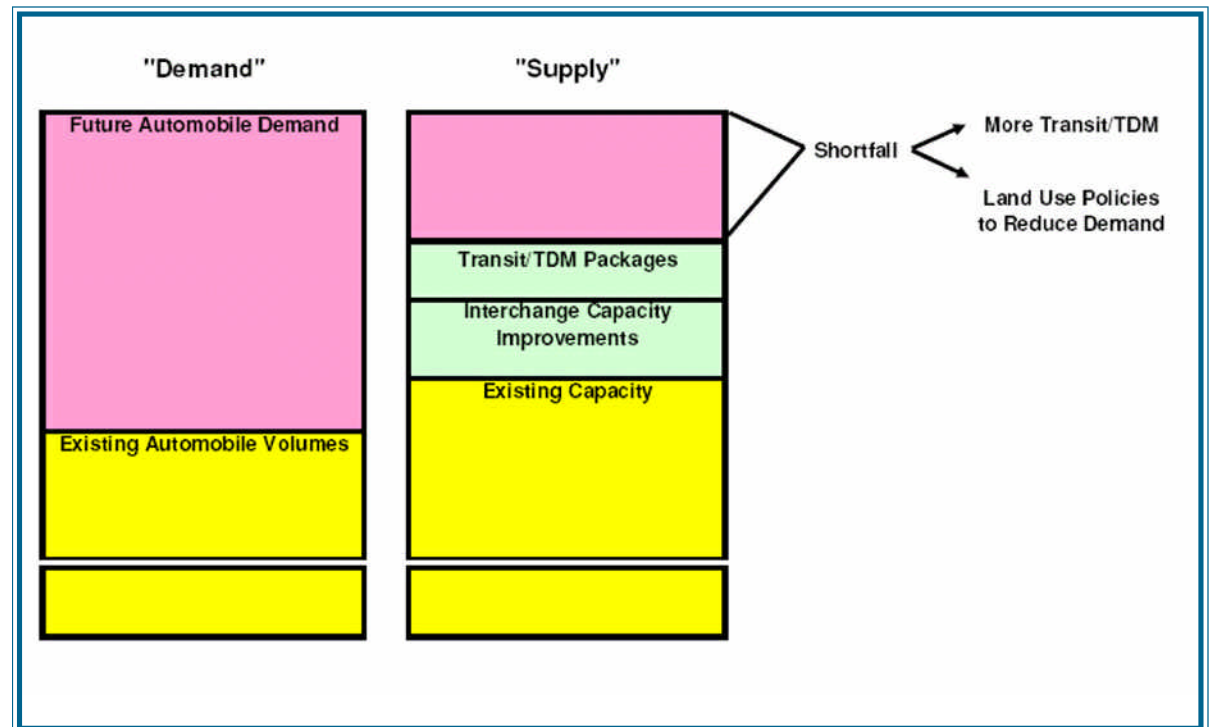 "Demand"
"Supply"
Future Automobile Demand
Existing Automobile Volumes
Transit/TDM Packages
Interchange Capacity
Improvements
Existing Capacity
Shortfall
More Transit/TDM
Land Use Policies
to Reduce Demand